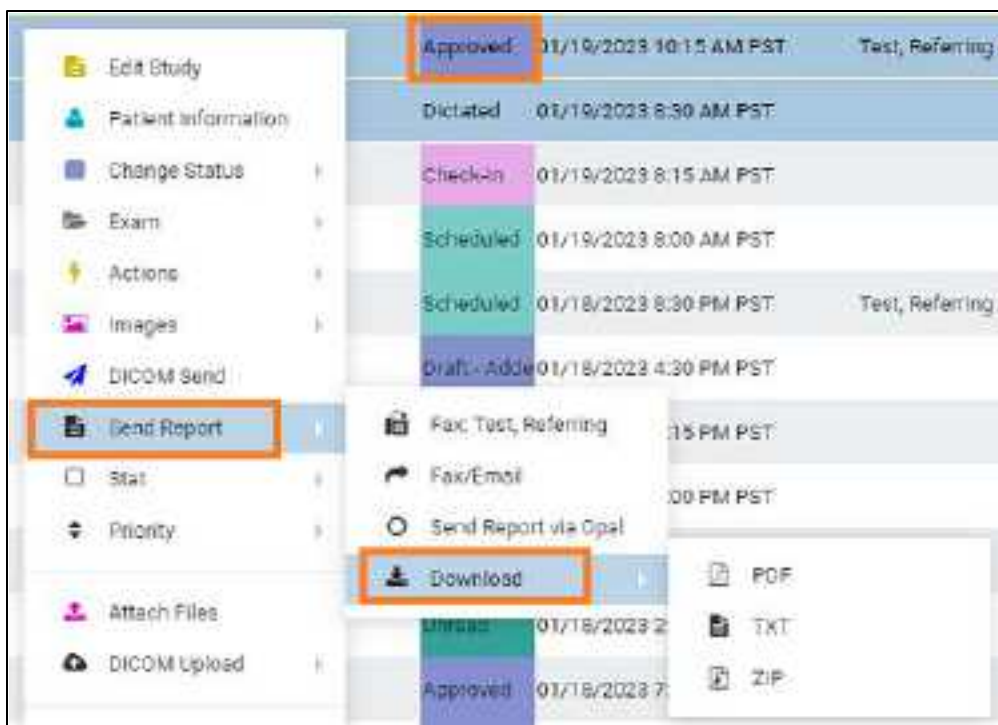 Edit Study
Patient Information
Change Status
Exam
Actions
Images
DICOM Send
Send Report
Stat
Priority
Attach Files
DICOM Upload
Approved 01/19/2023 10:15 AM PST Test, Referring
Dictated 01/19/2023 8:30 AM PST
Check-in 01/19/2023 8:15 AM PST
Scheduled 01/19/2023 8:00 AM PST
Scheduled 01/18/2023 8:30 PM PST Test, Referring
Draft - Adde 01/18/2023 4:30 PM PST
:15 PM PST
:00 PM PST
Unread 01/18/2023 2
Approved 01/18/2023 7:
Fax: Test, Referring
Fax/Email
Send Report via Opal
Download
PDF
TXT
ZIP